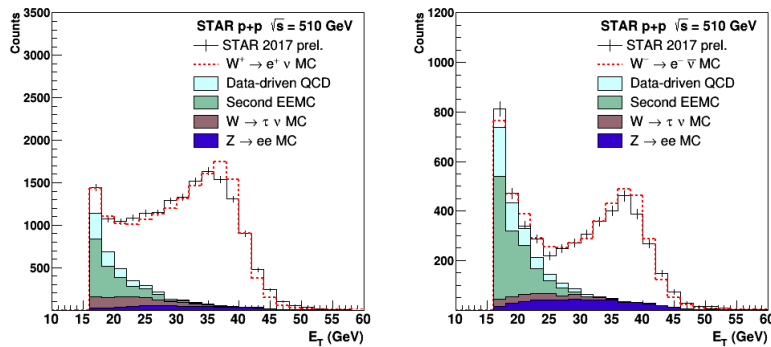 Counts
3500
3000
2500
2000
1500
1000
500
10 15 20 25 30 35 40 45 50 55 60
E_T (GeV)
STAR p+p √s = 510 GeV
STAR 2017 prel.
W⁺ → e⁺ ν MC
Data-driven QCD
Second EEMC
W → τ ν MC
Z → ee MC
Counts
1200
1000
800
600
400
200
10 15 20 25 30 35 40 45 50 55 60
E_T (GeV)
STAR p+p √s = 510 GeV
STAR 2017 prel.
W⁻ → e⁻ ν̅ MC
Data-driven QCD
Second EEMC
W → τ ν MC
Z → ee MC